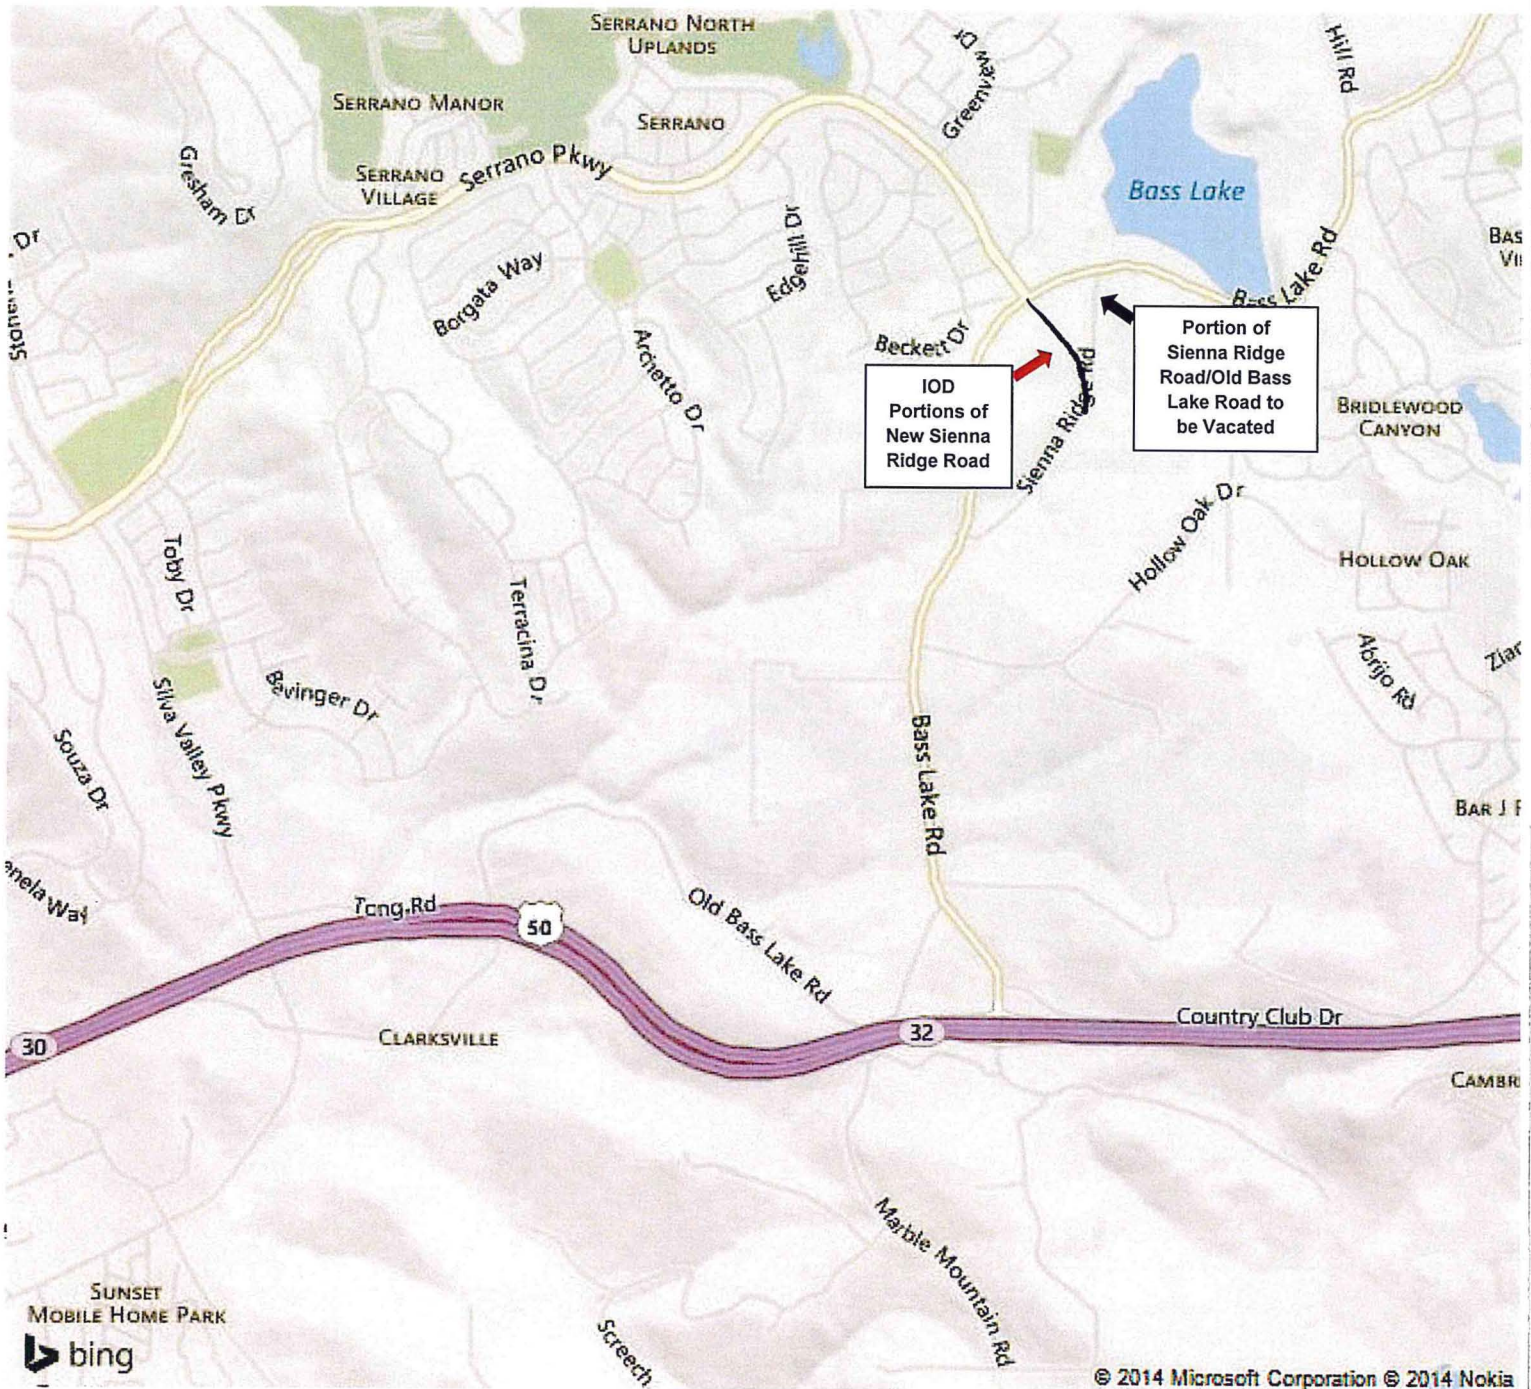 SERRANO NORTH
UPLANDS
SERRANO MANOR
SERRANO
Greenview Dr
Hill Rd
Gresham Dr
SERRANO
VILLAGE
Serrano Pkwy
Bass Lake
Dr
Edgehill Dr
Borgata Way
Bass Lake Rd
BAS
Beckett Dr
Archetto Dr
Sienna Ridge Rd
IOD
Portions of
New Sienna
Ridge Road
Portion of
Sienna Ridge
Road/Old Bass
Lake Road to
be Vacated
BRIDLEWOOD
CANYON
Hollow Oak Dr
HOLLOW OAK
Toby Dr
Terracina Dr
Abrijo Rd
Bevinger Dr
Silva Valley Pkwy
Souza Dr
Bass Lake Rd
BAR J
Tong Rd
50
Old Bass Lake Rd
30
CLARKSVILLE
32
Country Club Dr
CAMBR
Marble Mountain Rd
SUNSET
MOBILE HOME PARK
Screech
bing
© 2014 Microsoft Corporation © 2014 Nokia